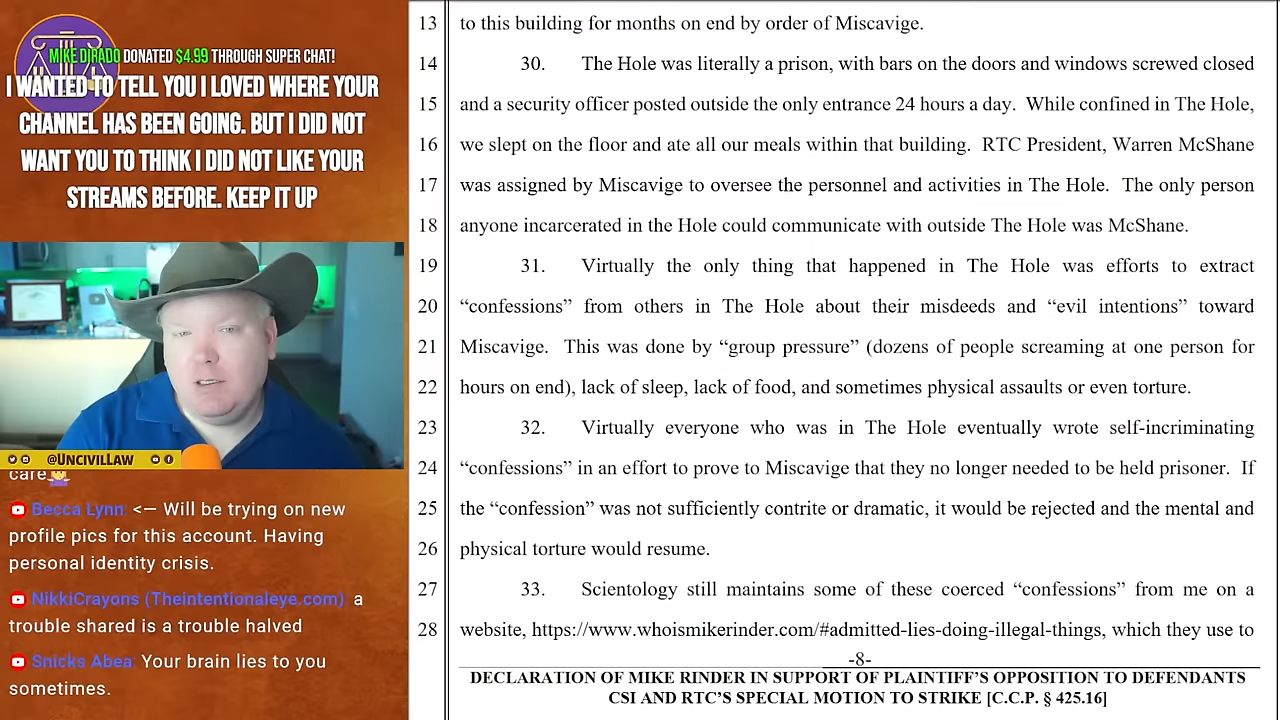 MIKE DIRADO DONATED $4.99 THROUGH SUPER CHAT!
I WANTED TO TELL YOU I LOVED WHERE YOUR
CHANNEL HAS BEEN GOING. BUT I DID NOT
WANT YOU TO THINK I DID NOT LIKE YOUR
STREAMS BEFORE. KEEP IT UP
@UNCIVILLAW
care
Becca Lynn: <— Will be trying on new
profile pics for this account. Having
personal identity crisis.
NikkiCrayons (Theintentionaleye.com): a
trouble shared is a trouble halved
Snicks Abea: Your brain lies to you
sometimes.
13 to this building for months on end by order of Miscavige.
14 30. The Hole was literally a prison, with bars on the doors and windows screwed closed
15 and a security officer posted outside the only entrance 24 hours a day. While confined in The Hole,
16 we slept on the floor and ate all our meals within that building. RTC President, Warren McShane
17 was assigned by Miscavige to oversee the personnel and activities in The Hole. The only person
18 anyone incarcerated in the Hole could communicate with outside The Hole was McShane.
19 31. Virtually the only thing that happened in The Hole was efforts to extract
20 “confessions” from others in The Hole about their misdeeds and “evil intentions” toward
21 Miscavige. This was done by “group pressure” (dozens of people screaming at one person for
22 hours on end), lack of sleep, lack of food, and sometimes physical assaults or even torture.
23 32. Virtually everyone who was in The Hole eventually wrote self-incriminating
24 “confessions” in an effort to prove to Miscavige that they no longer needed to be held prisoner. If
25 the “confession” was not sufficiently contrite or dramatic, it would be rejected and the mental and
26 physical torture would resume.
27 33. Scientology still maintains some of these coerced “confessions” from me on a
28 website, https://www.whoismikerinder.com/#admitted-lies-doing-illegal-things, which they use to
-8-
DECLARATION OF MIKE RINDER IN SUPPORT OF PLAINTIFF’S OPPOSITION TO DEFENDANTS
CSI AND RTC’S SPECIAL MOTION TO STRIKE [C.C.P. § 425.16]